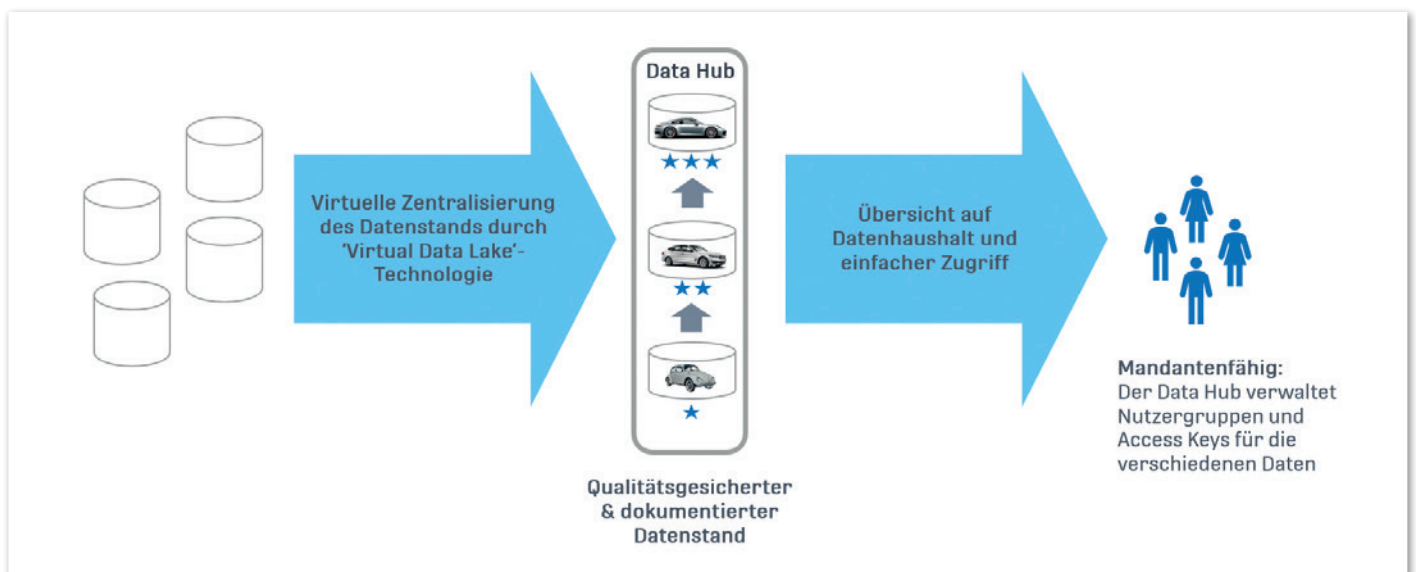 Virtuelle Zentralisierung
des Datenstands durch
'Virtual Data Lake'-
Technologie
Data Hub
Qualitätsgesicherter
& dokumentierter
Datenstand
Übersicht auf
Datenhaushalt und
einfacher Zugriff
Mandantenfähig:
Der Data Hub verwaltet
Nutzergruppen und
Access Keys für die
verschiedenen Daten